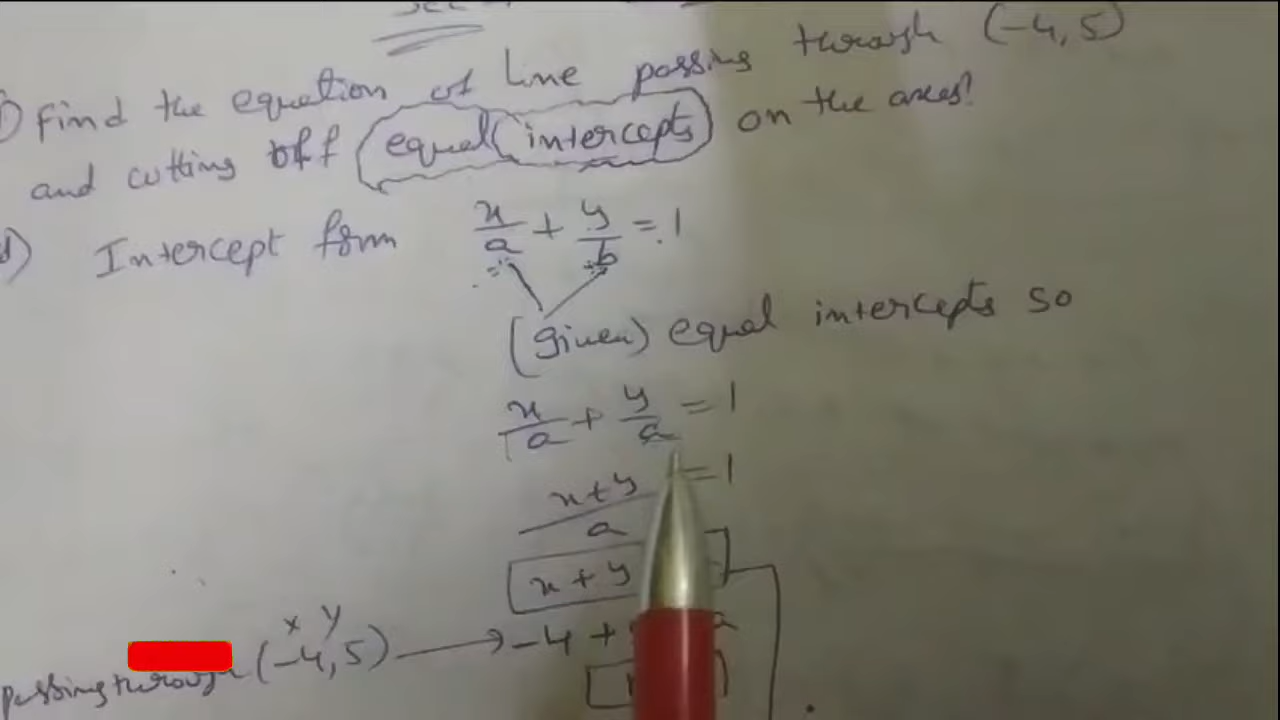 find the equation of line passing through (-4, 5)
and cutting off equal (intercepts) on the axes?
Intercept form x/a + y/b = 1
(given) equal intercepts so
x/a + y/a = 1
x+y/a = 1
x + y
x y
passing through (-4, 5) → -4 +